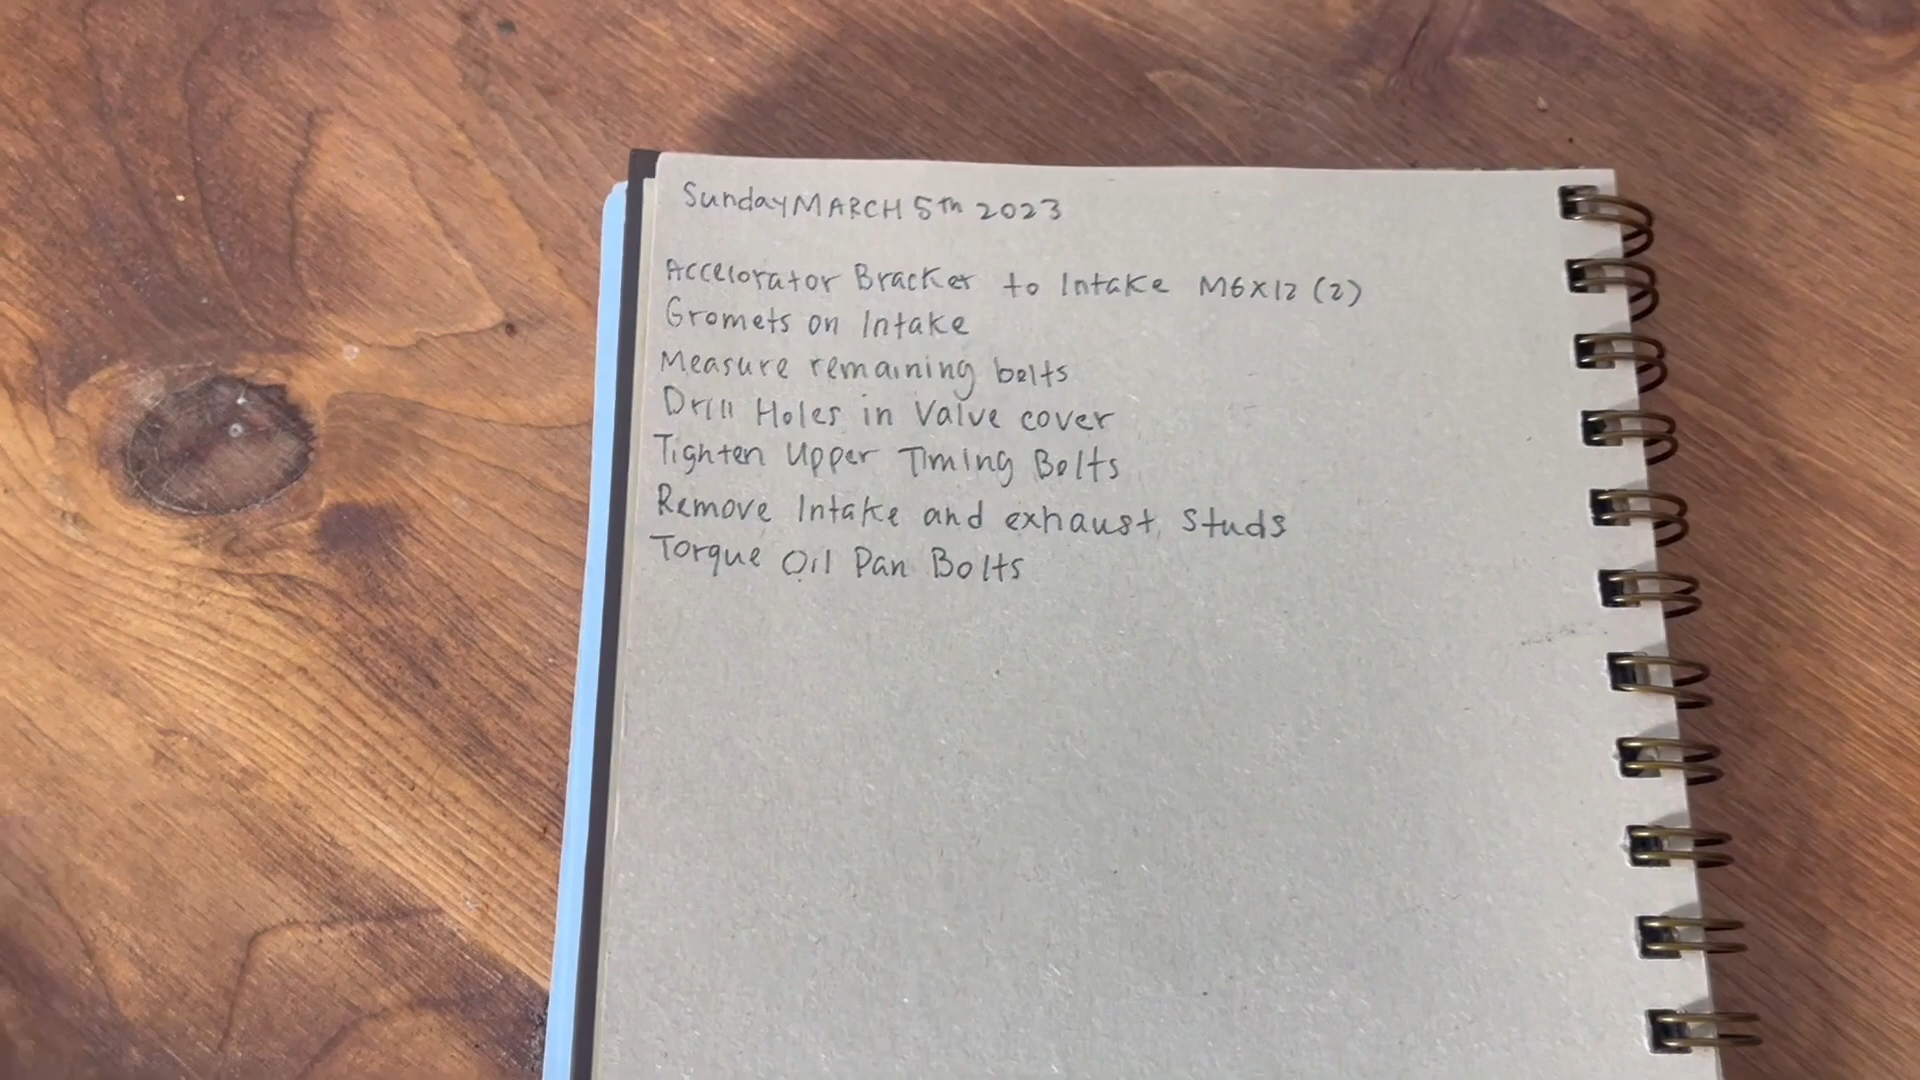 Sunday MARCH 5th 2023
Accelorator Bracket to Intake M6X12 (2)
Gromets on Intake
Measure remaining bolts
Drill Holes in Valve cover
Tighten Upper Timing Bolts
Remove Intake and exhaust studs
Torque Oil Pan Bolts